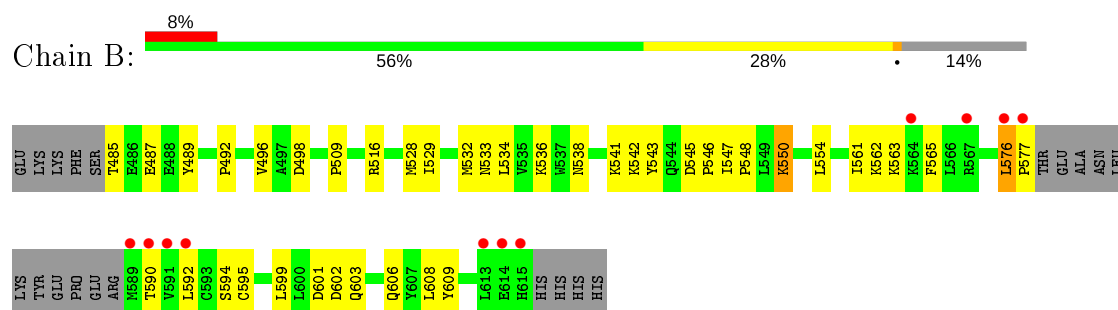 8%
Chain B:
56% 28% • 14%
GLU LYS LYS PHE SER T485 E486 E487 E488 Y489 P492 V496 A497 D498 P509 R516 M528 I529 M532 N533 L534 V535 K536 W537 N538 K541 K542 Y543 Q544 D545 P546 I547 P548 L549 K550 L554 I561 K562 K563 K564 F565 L566 R567 L576 P577 THR GLU ALA ASN LEU
LYS TYR GLU PRO GLU ARG M589 T590 V591 L592 C593 S594 C595 L599 L600 D601 D602 Q603 Q606 Y607 L608 Y609 L613 E614 H615 HIS HIS HIS HIS